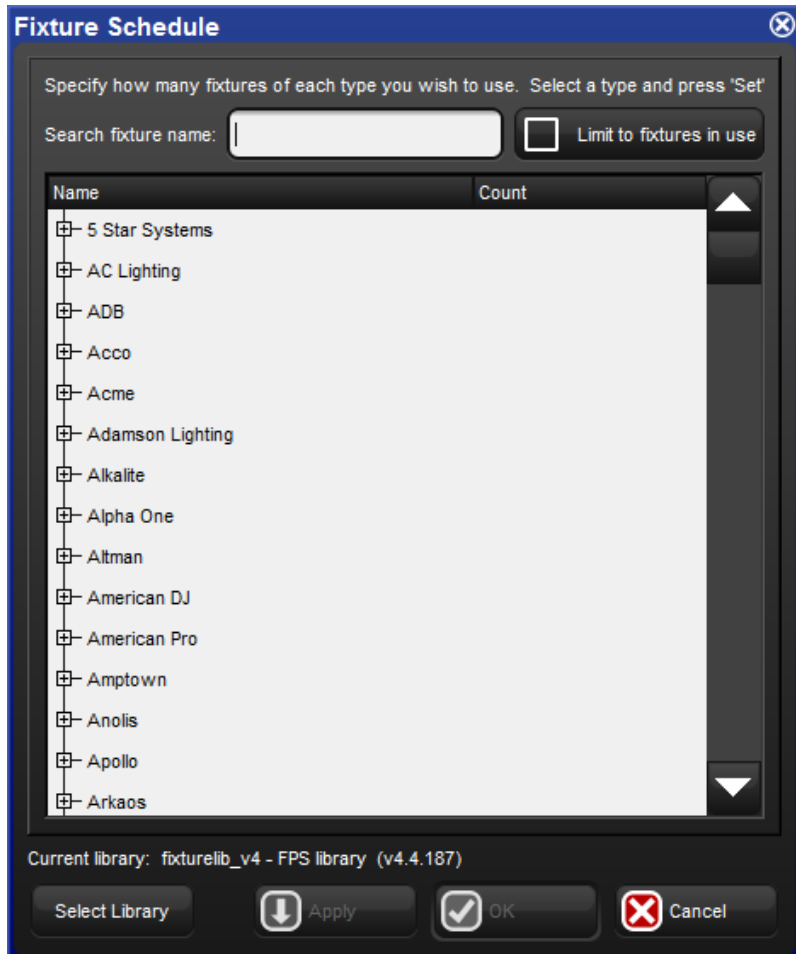 Fixture Schedule
Specify how many fixtures of each type you wish to use. Select a type and press 'Set'
Search fixture name:
Limit to fixtures in use
Name Count
5 Star Systems
AC Lighting
ADB
Acco
Acme
Adamson Lighting
Alkalite
Alpha One
Altman
American DJ
American Pro
Amptown
Anolis
Apollo
Arkaos
Current library: fixturelib_v4 - FPS library (v4.4.187)
Select Library Apply OK Cancel